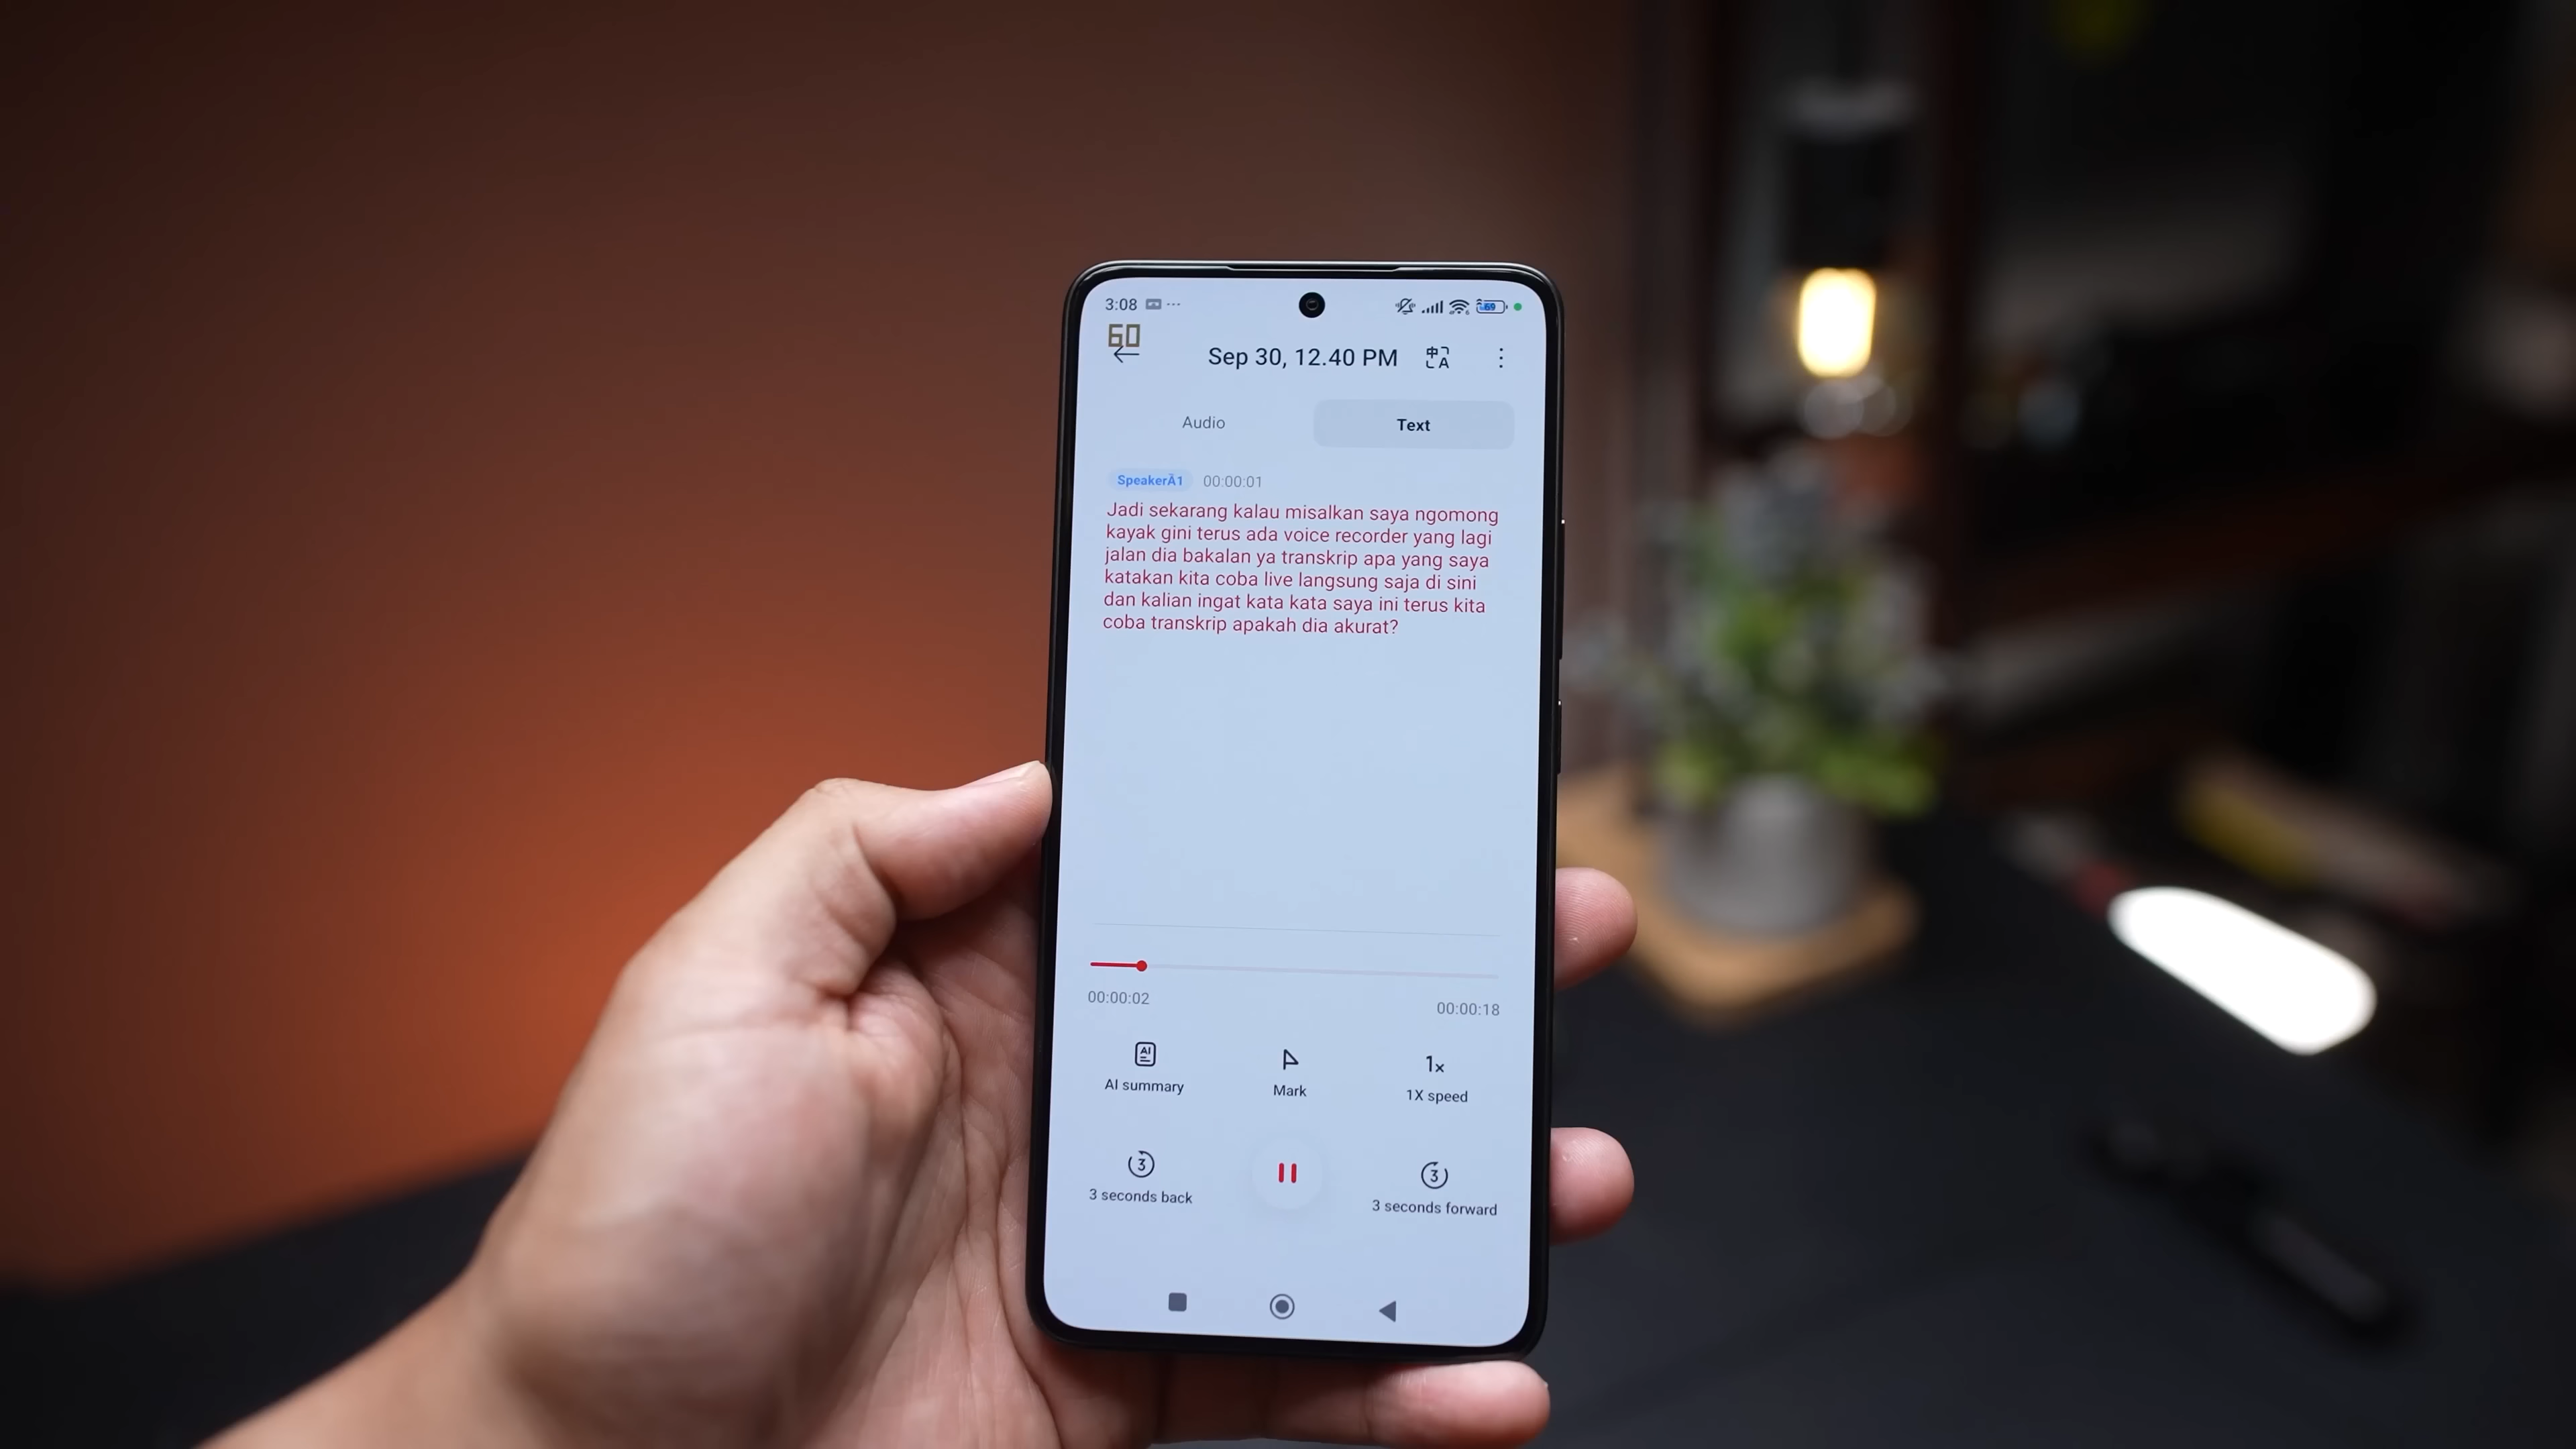 3:08
69
60
Sep 30, 12.40 PM
Audio
Text
SpeakerÂ1 00:00:01
Jadi sekarang kalau misalkan saya ngomong
kayak gini terus ada voice recorder yang lagi
jalan dia bakalan ya transkrip apa yang saya
katakan kita coba live langsung saja di sini
dan kalian ingat kata kata saya ini terus kita
coba transkrip apakah dia akurat?
00:00:02
00:00:18
AI
AI summary
Mark
1x
1X speed
3
3 seconds back
3
3 seconds forward